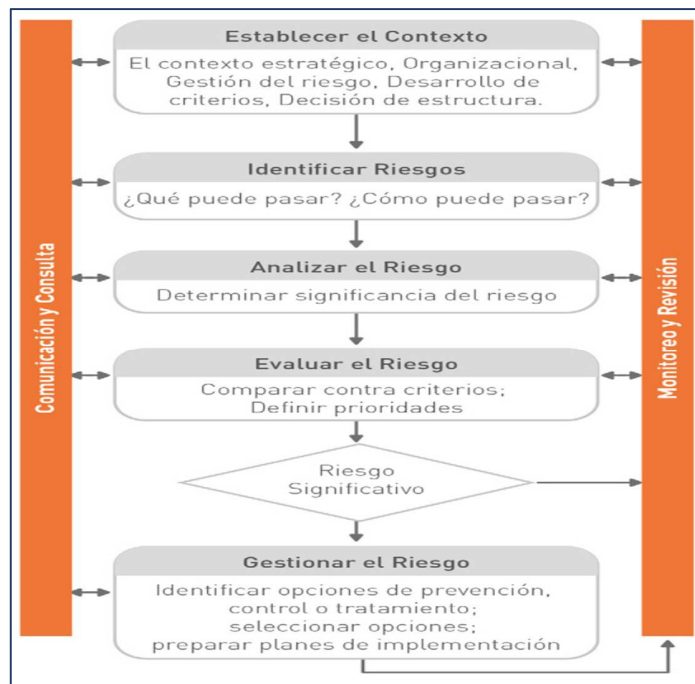 Establecer el Contexto
El contexto estratégico, Organizacional,
Gestión del riesgo, Desarrollo de
criterios, Decisión de estructura.
Identificar Riesgos
¿Qué puede pasar? ¿Cómo puede pasar?
Analizar el Riesgo
Determinar significancia del riesgo
Evaluar el Riesgo
Comparar contra criterios;
Definir prioridades
Riesgo
Significativo
Gestionar el Riesgo
Identificar opciones de prevención,
control o tratamiento;
seleccionar opciones;
preparar planes de implementación
Comunicación y Consulta
Monitoreo y Revisión